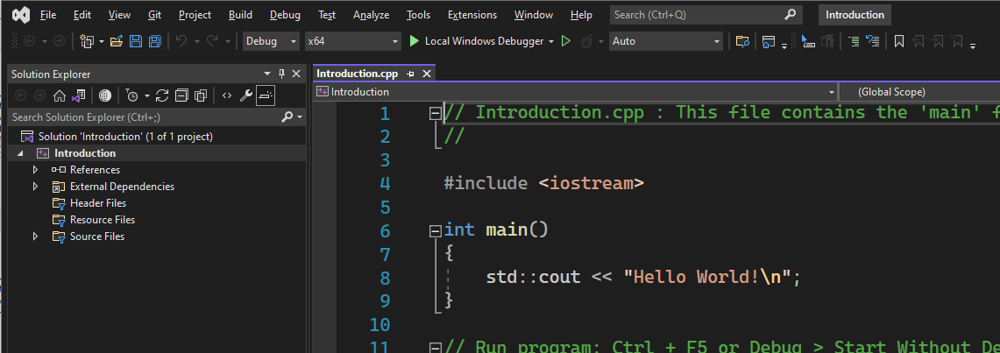 File Edit View Git Project Build Debug Test Analyze Tools Extensions Window Help Search (Ctrl+Q) Introduction
Debug x64 Local Windows Debugger Auto
Solution Explorer
Search Solution Explorer (Ctrl+;)
Solution 'Introduction' (1 of 1 project)
Introduction
References
External Dependencies
Header Files
Resource Files
Source Files
Introduction.cpp
Introduction (Global Scope)
1 // Introduction.cpp : This file contains the 'main' f
2 //
3
4 #include <iostream>
5
6 int main()
7 {
8 std::cout << "Hello World!\n";
9 }
10
11 // Run program: Ctrl + F5 or Debug > Start Without De